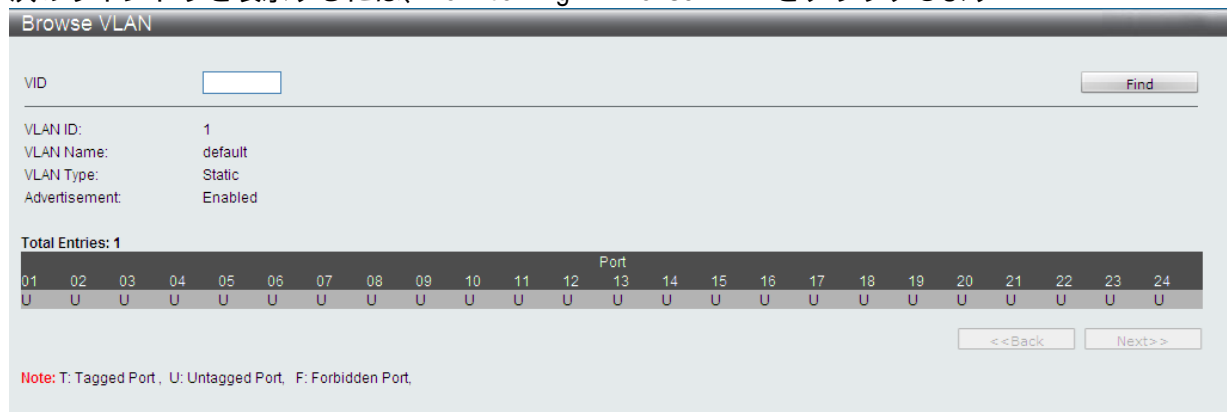 Browse VLAN
VID Find
VLAN ID: 1
VLAN Name: default
VLAN Type: Static
Advertisement: Enabled
Total Entries: 1
Port
01 02 03 04 05 06 07 08 09 10 11 12 13 14 15 16 17 18 19 20 21 22 23 24
U U U U U U U U U U U U U U U U U U U U U U U U
<<Back Next>>
Note: T: Tagged Port , U: Untagged Port, F: Forbidden Port,